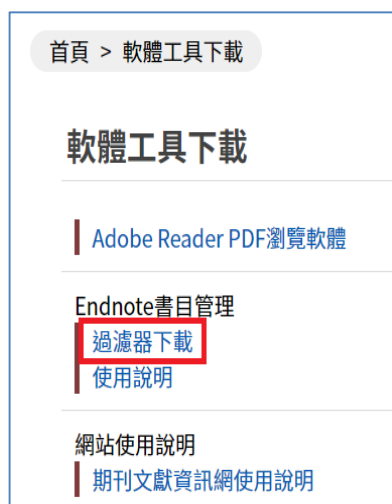 首頁 > 軟體工具下載
軟體工具下載
Adobe Reader PDF瀏覽軟體
Endnote書目管理
過濾器下載
使用說明
網站使用說明
期刊文獻資訊網使用說明